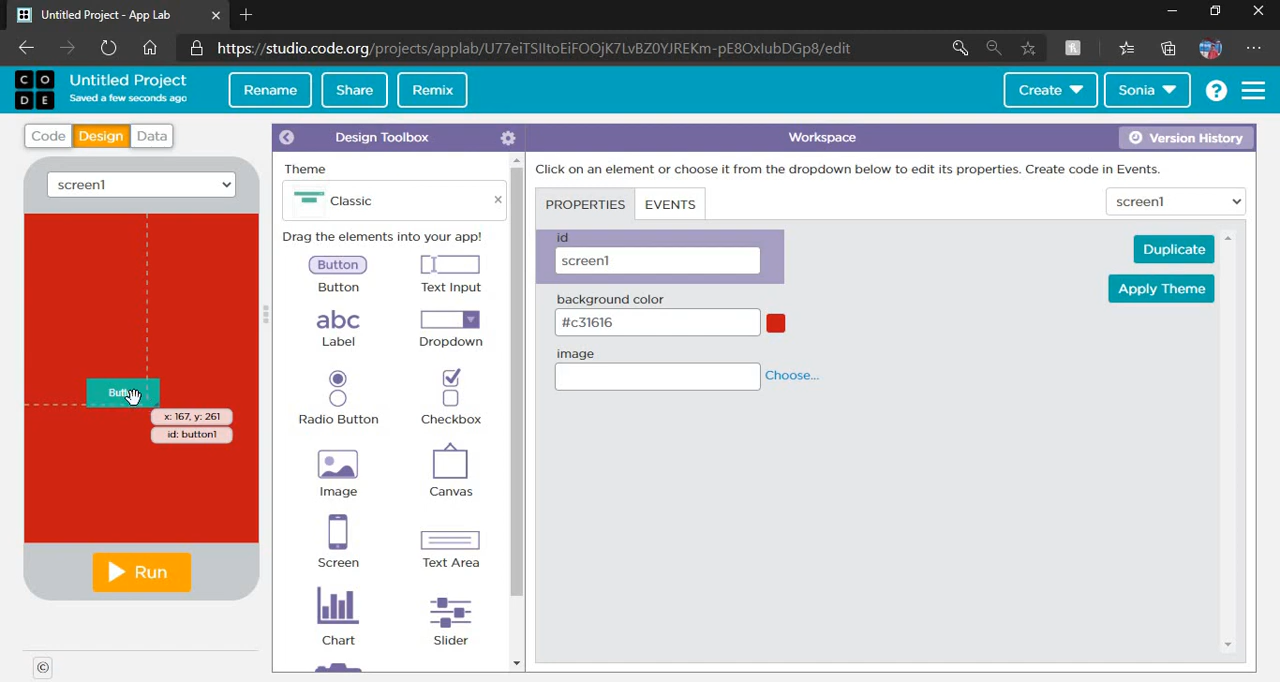 Untitled Project - App Lab
https://studio.code.org/projects/applab/U77eiTSIItoEiFOOjK7LvBZ0YJREKm-pE8OxIubDGp8/edit
CO
DE
Untitled Project
Saved a few seconds ago
Rename
Share
Remix
Create
Sonia
?
Code
Design
Data
Design Toolbox
Workspace
Version History
screen1
Theme
Classic
Drag the elements into your app!
Button
Button
Text Input
abc
Label
Dropdown
Radio Button
Checkbox
Image
Canvas
Screen
Text Area
Chart
Slider
Click on an element or choose it from the dropdown below to edit its properties. Create code in Events.
PROPERTIES
EVENTS
screen1
id
screen1
Duplicate
Apply Theme
background color
#c31616
image
Choose...
x: 167, y: 261
id: button1
Run
©